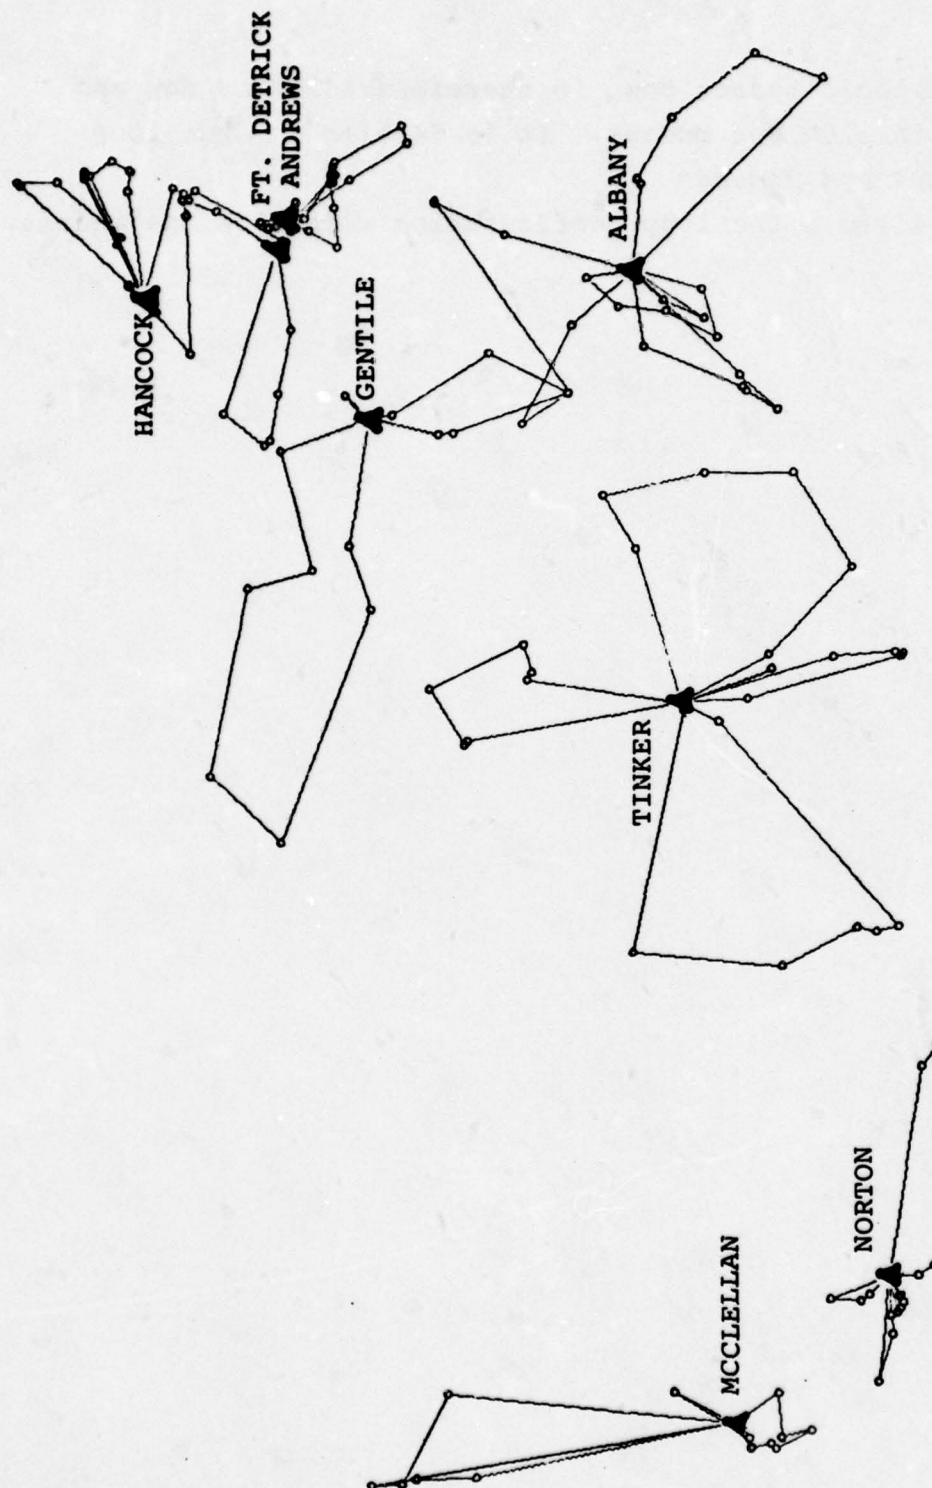 HANCOCK
FT. DETRICK
ANDREWS
GENTILE
ALBANY
TINKER
MCCLELLAN
NORTON